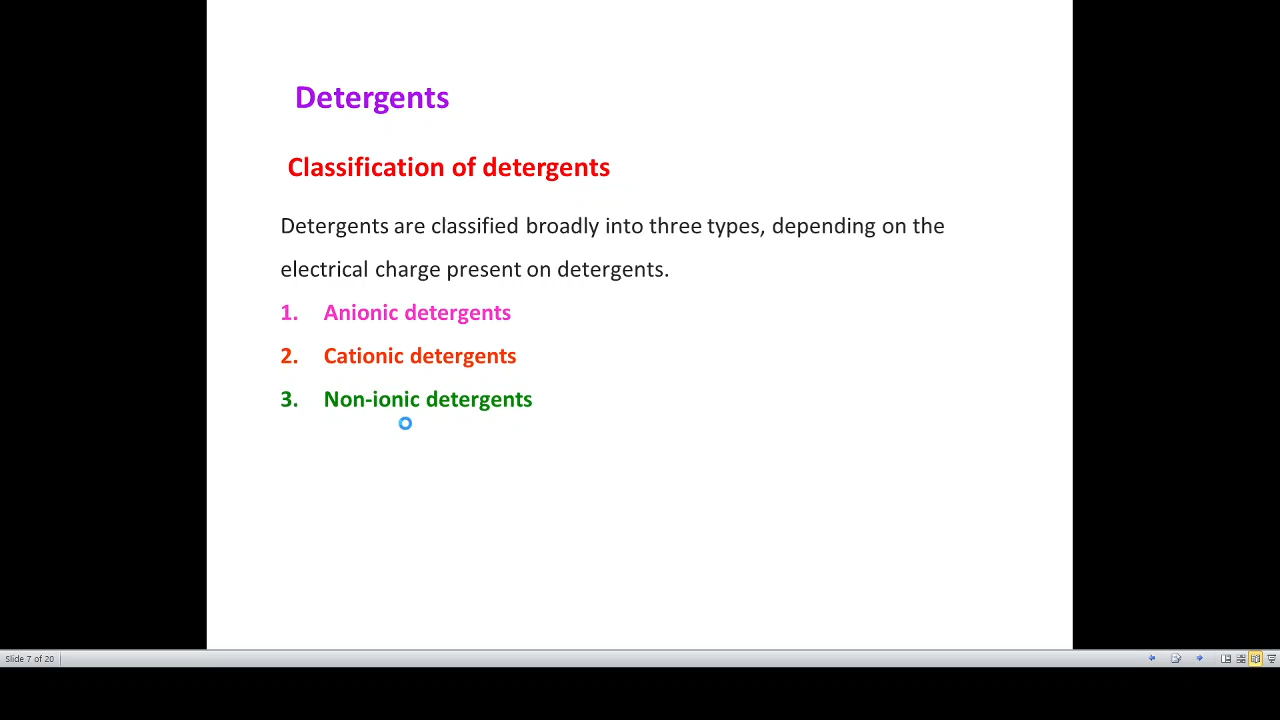 Detergents
Classification of detergents
Detergents are classified broadly into three types, depending on the
electrical charge present on detergents.
1. Anionic detergents
2. Cationic detergents
3. Non-ionic detergents
Slide 7 of 20